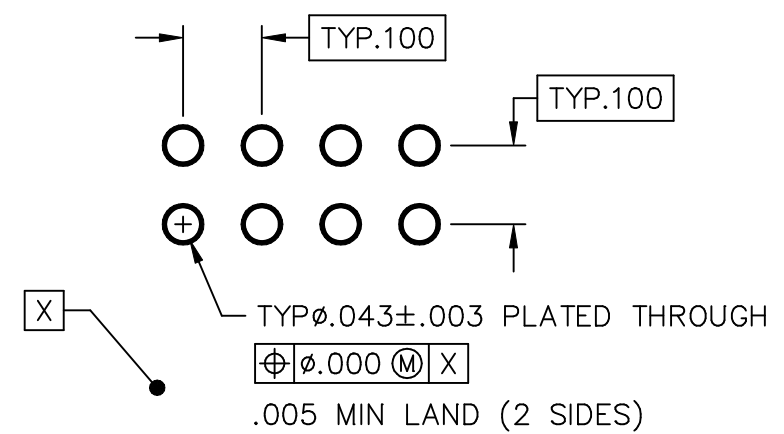 TYP.100
TYP.100
X
TYPø.043±.003 PLATED THROUGH
⌖ ø.000 Ⓜ X
.005 MIN LAND (2 SIDES)